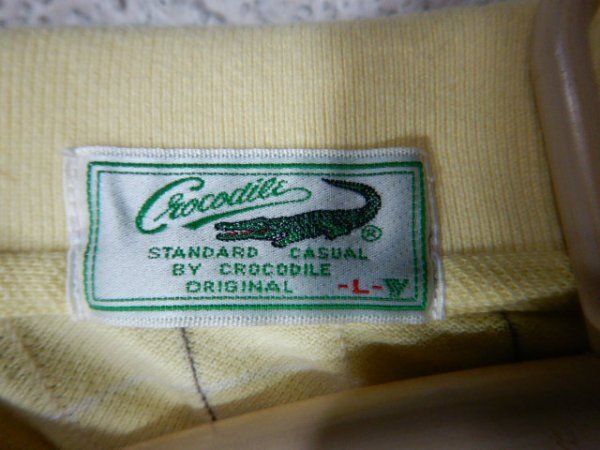 Crocodile
®
STANDARD CASUAL
BY CROCODILE
ORIGINAL -L-